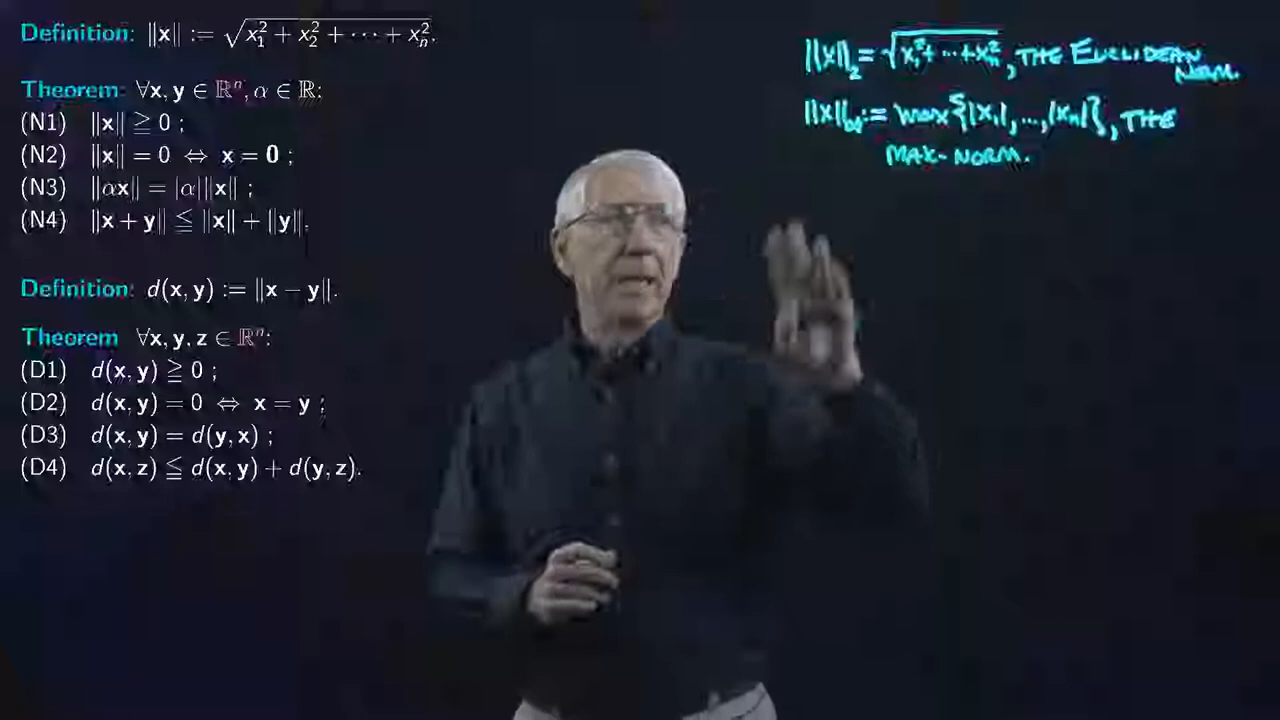 Definition: ‖x‖ := √x₁² + x₂² + ··· + xₙ².
Theorem: ∀x, y ∈ ℝⁿ, α ∈ ℝ:
(N1) ‖x‖ ≧ 0 ;
(N2) ‖x‖ = 0 ⇔ x = 0 ;
(N3) ‖αx‖ = |α|‖x‖ ;
(N4) ‖x + y‖ ≦ ‖x‖ + ‖y‖.
Definition: d(x, y) := ‖x − y‖.
Theorem ∀x, y, z ∈ ℝⁿ:
(D1) d(x, y) ≧ 0 ;
(D2) d(x, y) = 0 ⇔ x = y ;
(D3) d(x, y) = d(y, x) ;
(D4) d(x, z) ≦ d(x, y) + d(y, z).
‖x‖₂ = √x₁² + ··· + xₙ², THE EUCLIDEAN
NORM.
‖x‖∞ := max{|x₁|, ..., |xₙ|}, THE
MAX-NORM.